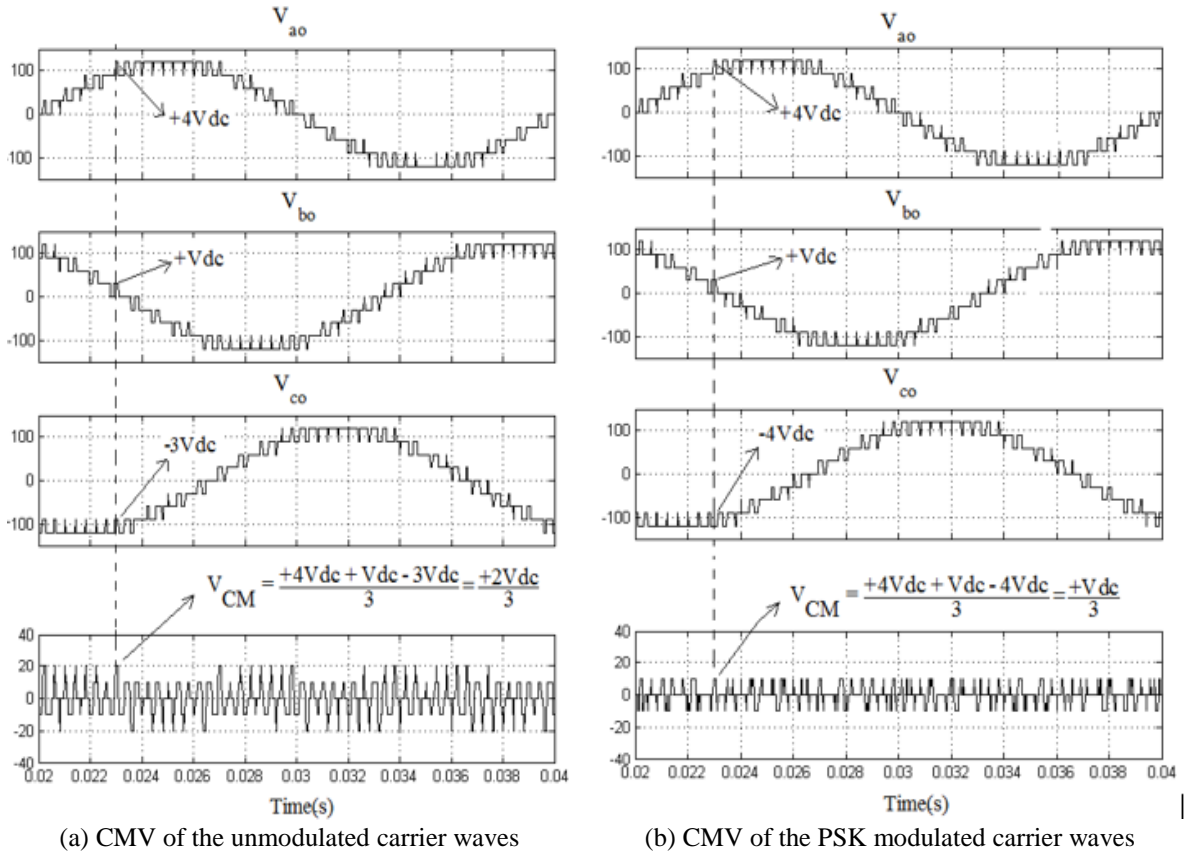 V_ao
100
0
-100
+4Vdc
V_bo
100
0
-100
+Vdc
V_co
100
0
-100
-3Vdc
V_CM = (+4Vdc + Vdc - 3Vdc)/3 = +2Vdc/3
40
20
0
-20
-40
0.02 0.022 0.024 0.026 0.028 0.03 0.032 0.034 0.036 0.038 0.04
Time(s)
(a) CMV of the unmodulated carrier waves
V_ao
100
0
-100
+4Vdc
V_bo
100
0
-100
+Vdc
V_co
100
0
-100
-4Vdc
V_CM = (+4Vdc + Vdc - 4Vdc)/3 = +Vdc/3
40
20
0
-20
-40
0.02 0.022 0.024 0.026 0.028 0.03 0.032 0.034 0.036 0.038 0.04
Time(s)
(b) CMV of the PSK modulated carrier waves